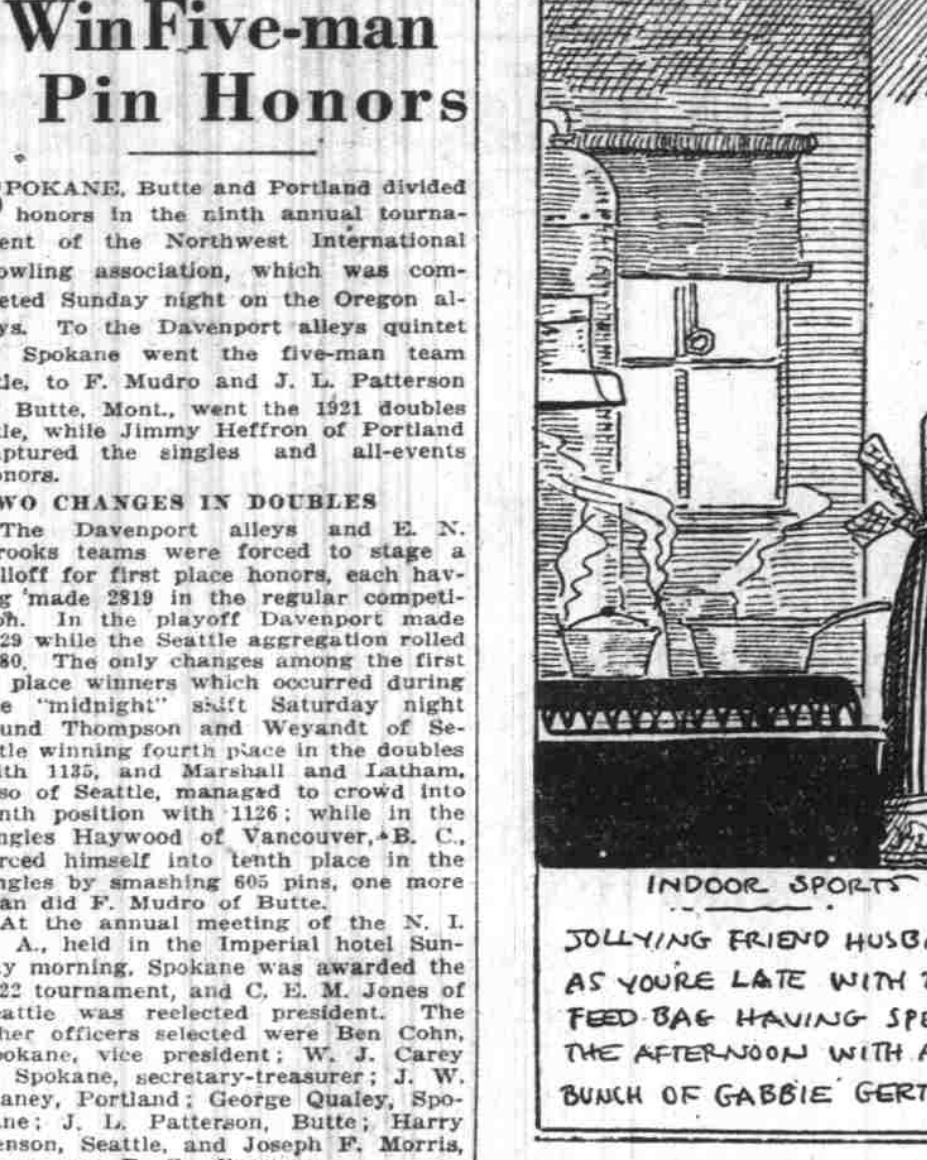 Win Five-man
Pin Honors
POKANE, Butte and Portland divided
honors in the ninth annual tourna-
ent of the Northwest International
owling association, which was com-
eted Sunday night on the Oregon al-
ys. To the Davenport alleys quintet
Spokane went the five-man team
tle, to F. Mudro and J. L. Patterson
Butte, Mont., went the 1921 doubles
tle, while Jimmy Heffron of Portland
aptured the singles and all-events
onors.
WO CHANGES IN DOUBLES
The Davenport alleys and E. N.
rooks teams were forced to stage a
lloff for first place honors, each hav-
g made 2819 in the regular competi-
on. In the playoff Davenport made
29 while the Seattle aggregation rolled
80. The only changes among the first
place winners which occurred during
e "midnight" shift Saturday night
und Thompson and Weyandt of Se-
ttle winning fourth place in the doubles
ith 1135, and Marshall and Latham,
so of Seattle, managed to crowd into
nth position with 1126; while in the
ngles Haywood of Vancouver, B. C.,
rced himself into tenth place in the
ngles by smashing 605 pins, one more
an did F. Mudro of Butte.
At the annual meeting of the N. I.
A., held in the Imperial hotel Sun-
y morning, Spokane was awarded the
22 tournament, and C. E. M. Jones of
eattle was reelected president. The
her officers selected were Ben Cohn,
pokane, vice president; W. J. Carey
Spokane, secretary-treasurer; J. W.
aney, Portland; George Qualey, Spo-
ne; J. L. Patterson, Butte; Harry
enson, Seattle, and Joseph F. Morris,
INDOOR SPORTS
JOLLYING FRIEND HUSBA
AS YOURE LATE WITH T
FEED-BAG HAVING SPE
THE AFTERNOON WITH A
BUNCH OF GABBIE GERT